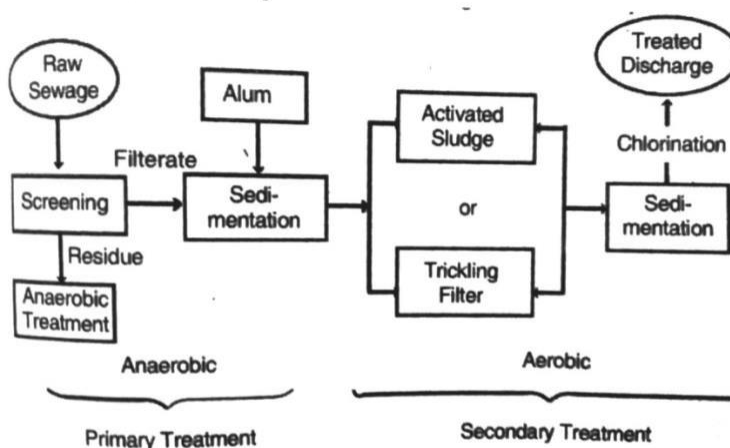 Raw
Sewage
Alum
Activated
Sludge
Treated
Discharge
Filterate
Chlorination
Screening
Sedi-
mentation
or
Sedi-
mentation
Residue
Trickling
Filter
Anaerobic
Treatment
Anaerobic
Aerobic
Primary Treatment
Secondary Treatment